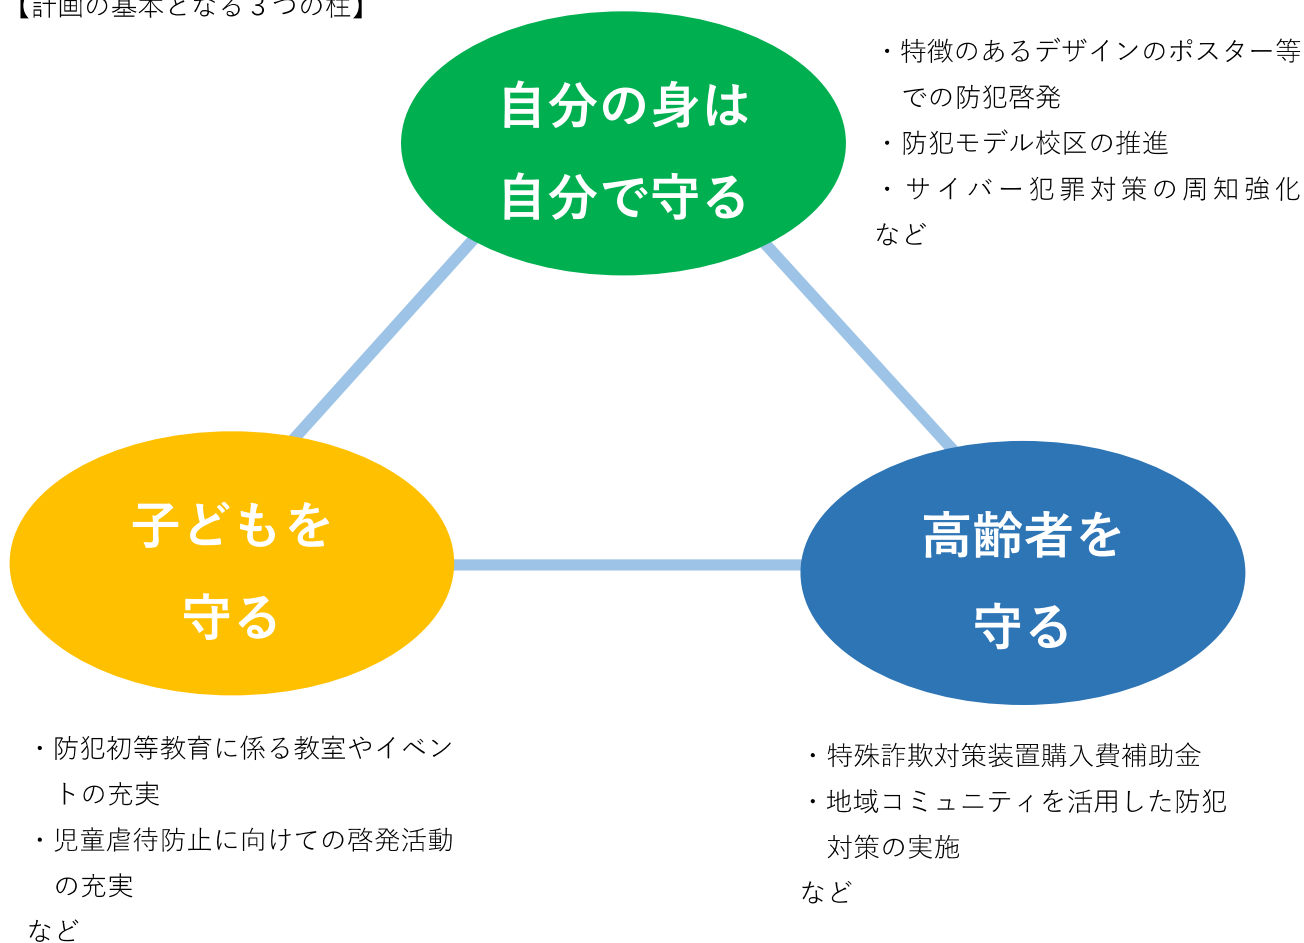 【計画の基本となる３つの柱】
自分の身は
自分で守る
・特徴のあるデザインのポスター等
での防犯啓発
・防犯モデル校区の推進
・サイバー犯罪対策の周知強化
など
子どもを
守る
高齢者を
守る
・防犯初等教育に係る教室やイベン
トの充実
・児童虐待防止に向けての啓発活動
の充実
など
・特殊詐欺対策装置購入費補助金
・地域コミュニティを活用した防犯
対策の実施
など